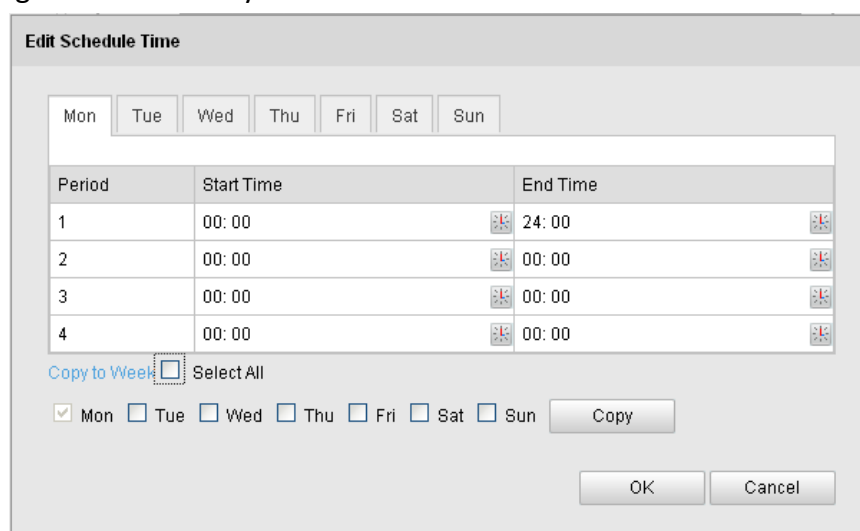 Edit Schedule Time
Mon Tue Wed Thu Fri Sat Sun
Period Start Time End Time
1 00: 00 24: 00
2 00: 00 00: 00
3 00: 00 00: 00
4 00: 00 00: 00
Copy to Week Select All
Mon Tue Wed Thu Fri Sat Sun Copy
OK Cancel